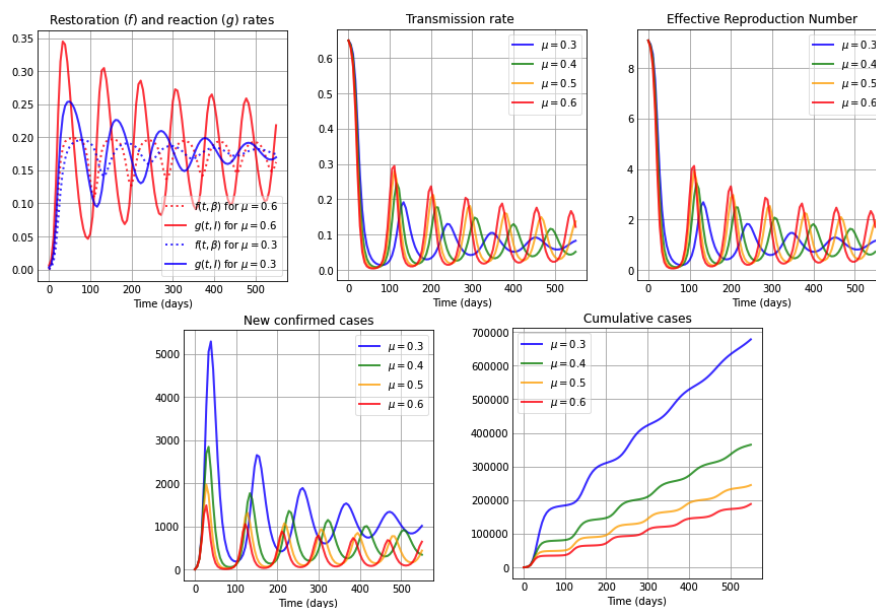 Restoration (f) and reaction (g) rates
0.35
0.30
0.25
0.20
0.15
0.10
0.05
0.00
f(t, β) for μ = 0.6
g(t, I) for μ = 0.6
f(t, β) for μ = 0.3
g(t, I) for μ = 0.3
0 100 200 300 400 500
Time (days)
Transmission rate
0.6
0.5
0.4
0.3
0.2
0.1
0.0
μ = 0.3
μ = 0.4
μ = 0.5
μ = 0.6
0 100 200 300 400 500
Time (days)
Effective Reproduction Number
8
6
4
2
0
μ = 0.3
μ = 0.4
μ = 0.5
μ = 0.6
0 100 200 300 400 500
Time (days)
New confirmed cases
5000
4000
3000
2000
1000
0
μ = 0.3
μ = 0.4
μ = 0.5
μ = 0.6
0 100 200 300 400 500
Time (days)
Cumulative cases
700000
600000
500000
400000
300000
200000
100000
0
μ = 0.3
μ = 0.4
μ = 0.5
μ = 0.6
0 100 200 300 400 500
Time (days)